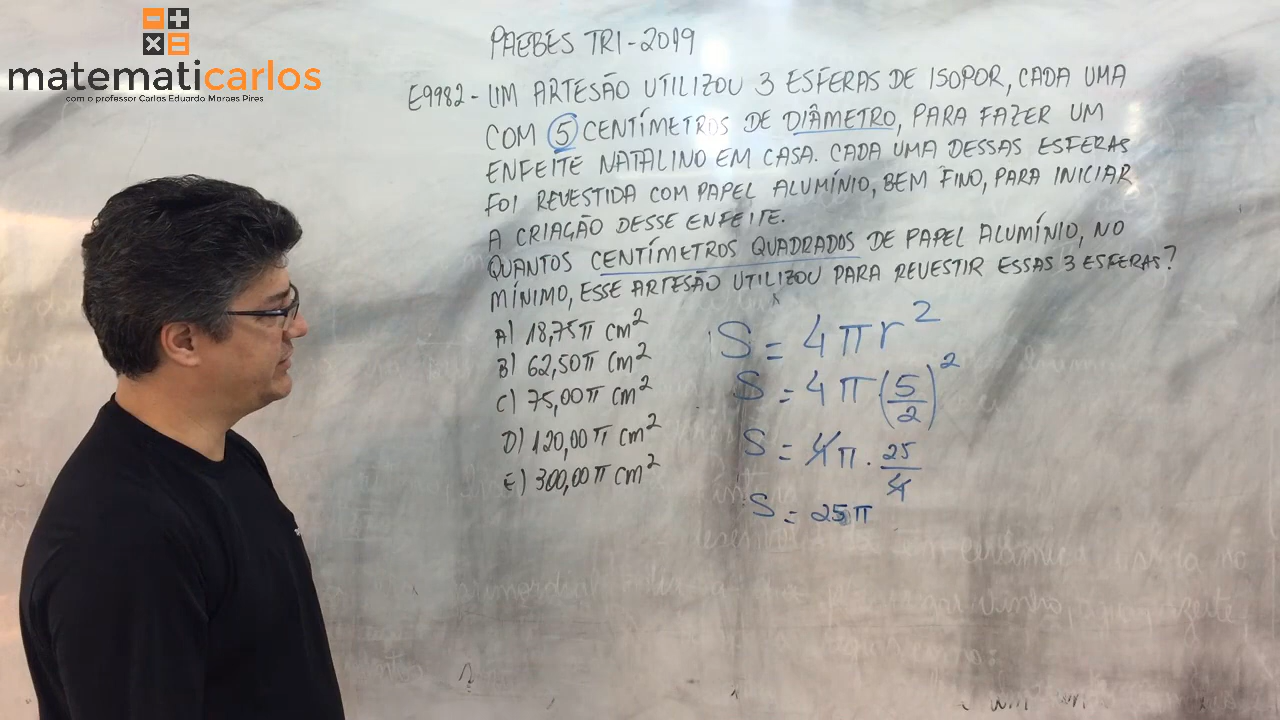 matematicarlos
com o professor Carlos Eduardo Moraes Pires
PAEBES TRI-2019
E9982 - UM ARTESÃO UTILIZOU 3 ESFERAS DE ISOPOR, CADA UMA
COM 5 CENTÍMETROS DE DIÂMETRO, PARA FAZER UM
ENFEITE NATALINO EM CASA. CADA UMA DESSAS ESFERAS
FOI REVESTIDA COM PAPEL ALUMÍNIO, BEM FINO, PARA INICIAR
A CRIAÇÃO DESSE ENFEITE.
QUANTOS CENTÍMETROS QUADRADOS DE PAPEL ALUMÍNIO, NO
MÍNIMO, ESSE ARTESÃO UTILIZOU PARA REVESTIR ESSAS 3 ESFERAS?
A) 18,75π cm²
B) 62,50π cm²
C) 75,00π cm²
D) 120,00π cm²
E) 300,00π cm²
S = 4πr²
S = 4π(5/2)²
S = 4π . 25/4
S = 25π